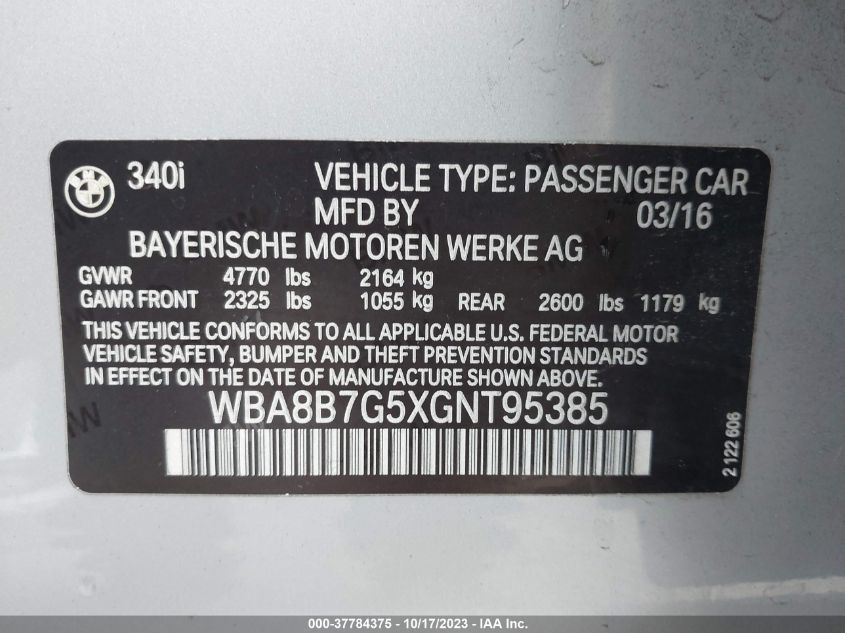 340i VEHICLE TYPE: PASSENGER CAR
MFD BY 03/16
BAYERISCHE MOTOREN WERKE AG
GVWR 4770 lbs 2164 kg
GAWR FRONT 2325 lbs 1055 kg REAR 2600 lbs 1179 kg
THIS VEHICLE CONFORMS TO ALL APPLICABLE U.S. FEDERAL MOTOR
VEHICLE SAFETY, BUMPER AND THEFT PREVENTION STANDARDS
IN EFFECT ON THE DATE OF MANUFACTURE SHOWN ABOVE.
WBA8B7G5XGNT95385
2 122 606
000-37784375 - 10/17/2023 - IAA Inc.